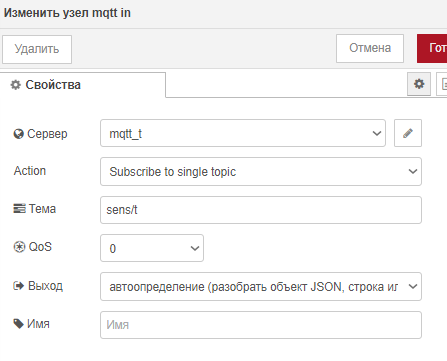 Изменить узел mqtt in
Удалить
Отмена
Гот
Свойства
Сервер
mqtt_t
Action
Subscribe to single topic
Тема
sens/t
QoS
0
Выход
автоопределение (разобрать объект JSON, строка ил
Имя
Имя